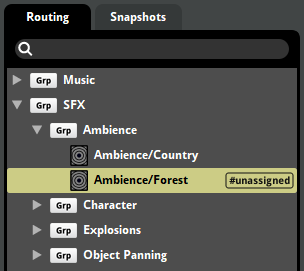 Routing Snapshots
Grp Music
Grp SFX
Grp Ambience
Ambience/Country
Ambience/Forest #unassigned
Grp Character
Grp Explosions
Grp Object Panning